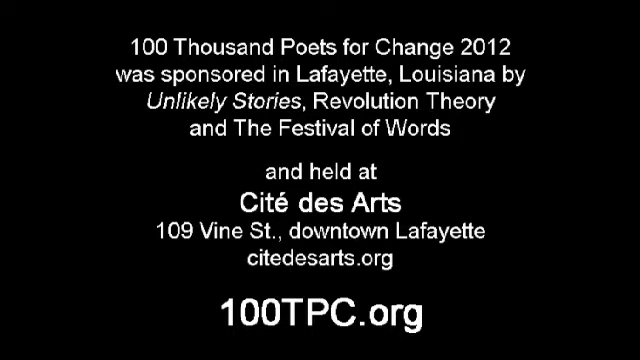 100 Thousand Poets for Change 2012
was sponsored in Lafayette, Louisiana by
Unlikely Stories, Revolution Theory
and The Festival of Words
and held at
Cité des Arts
109 Vine St., downtown Lafayette
citedesarts.org
100TPC.org